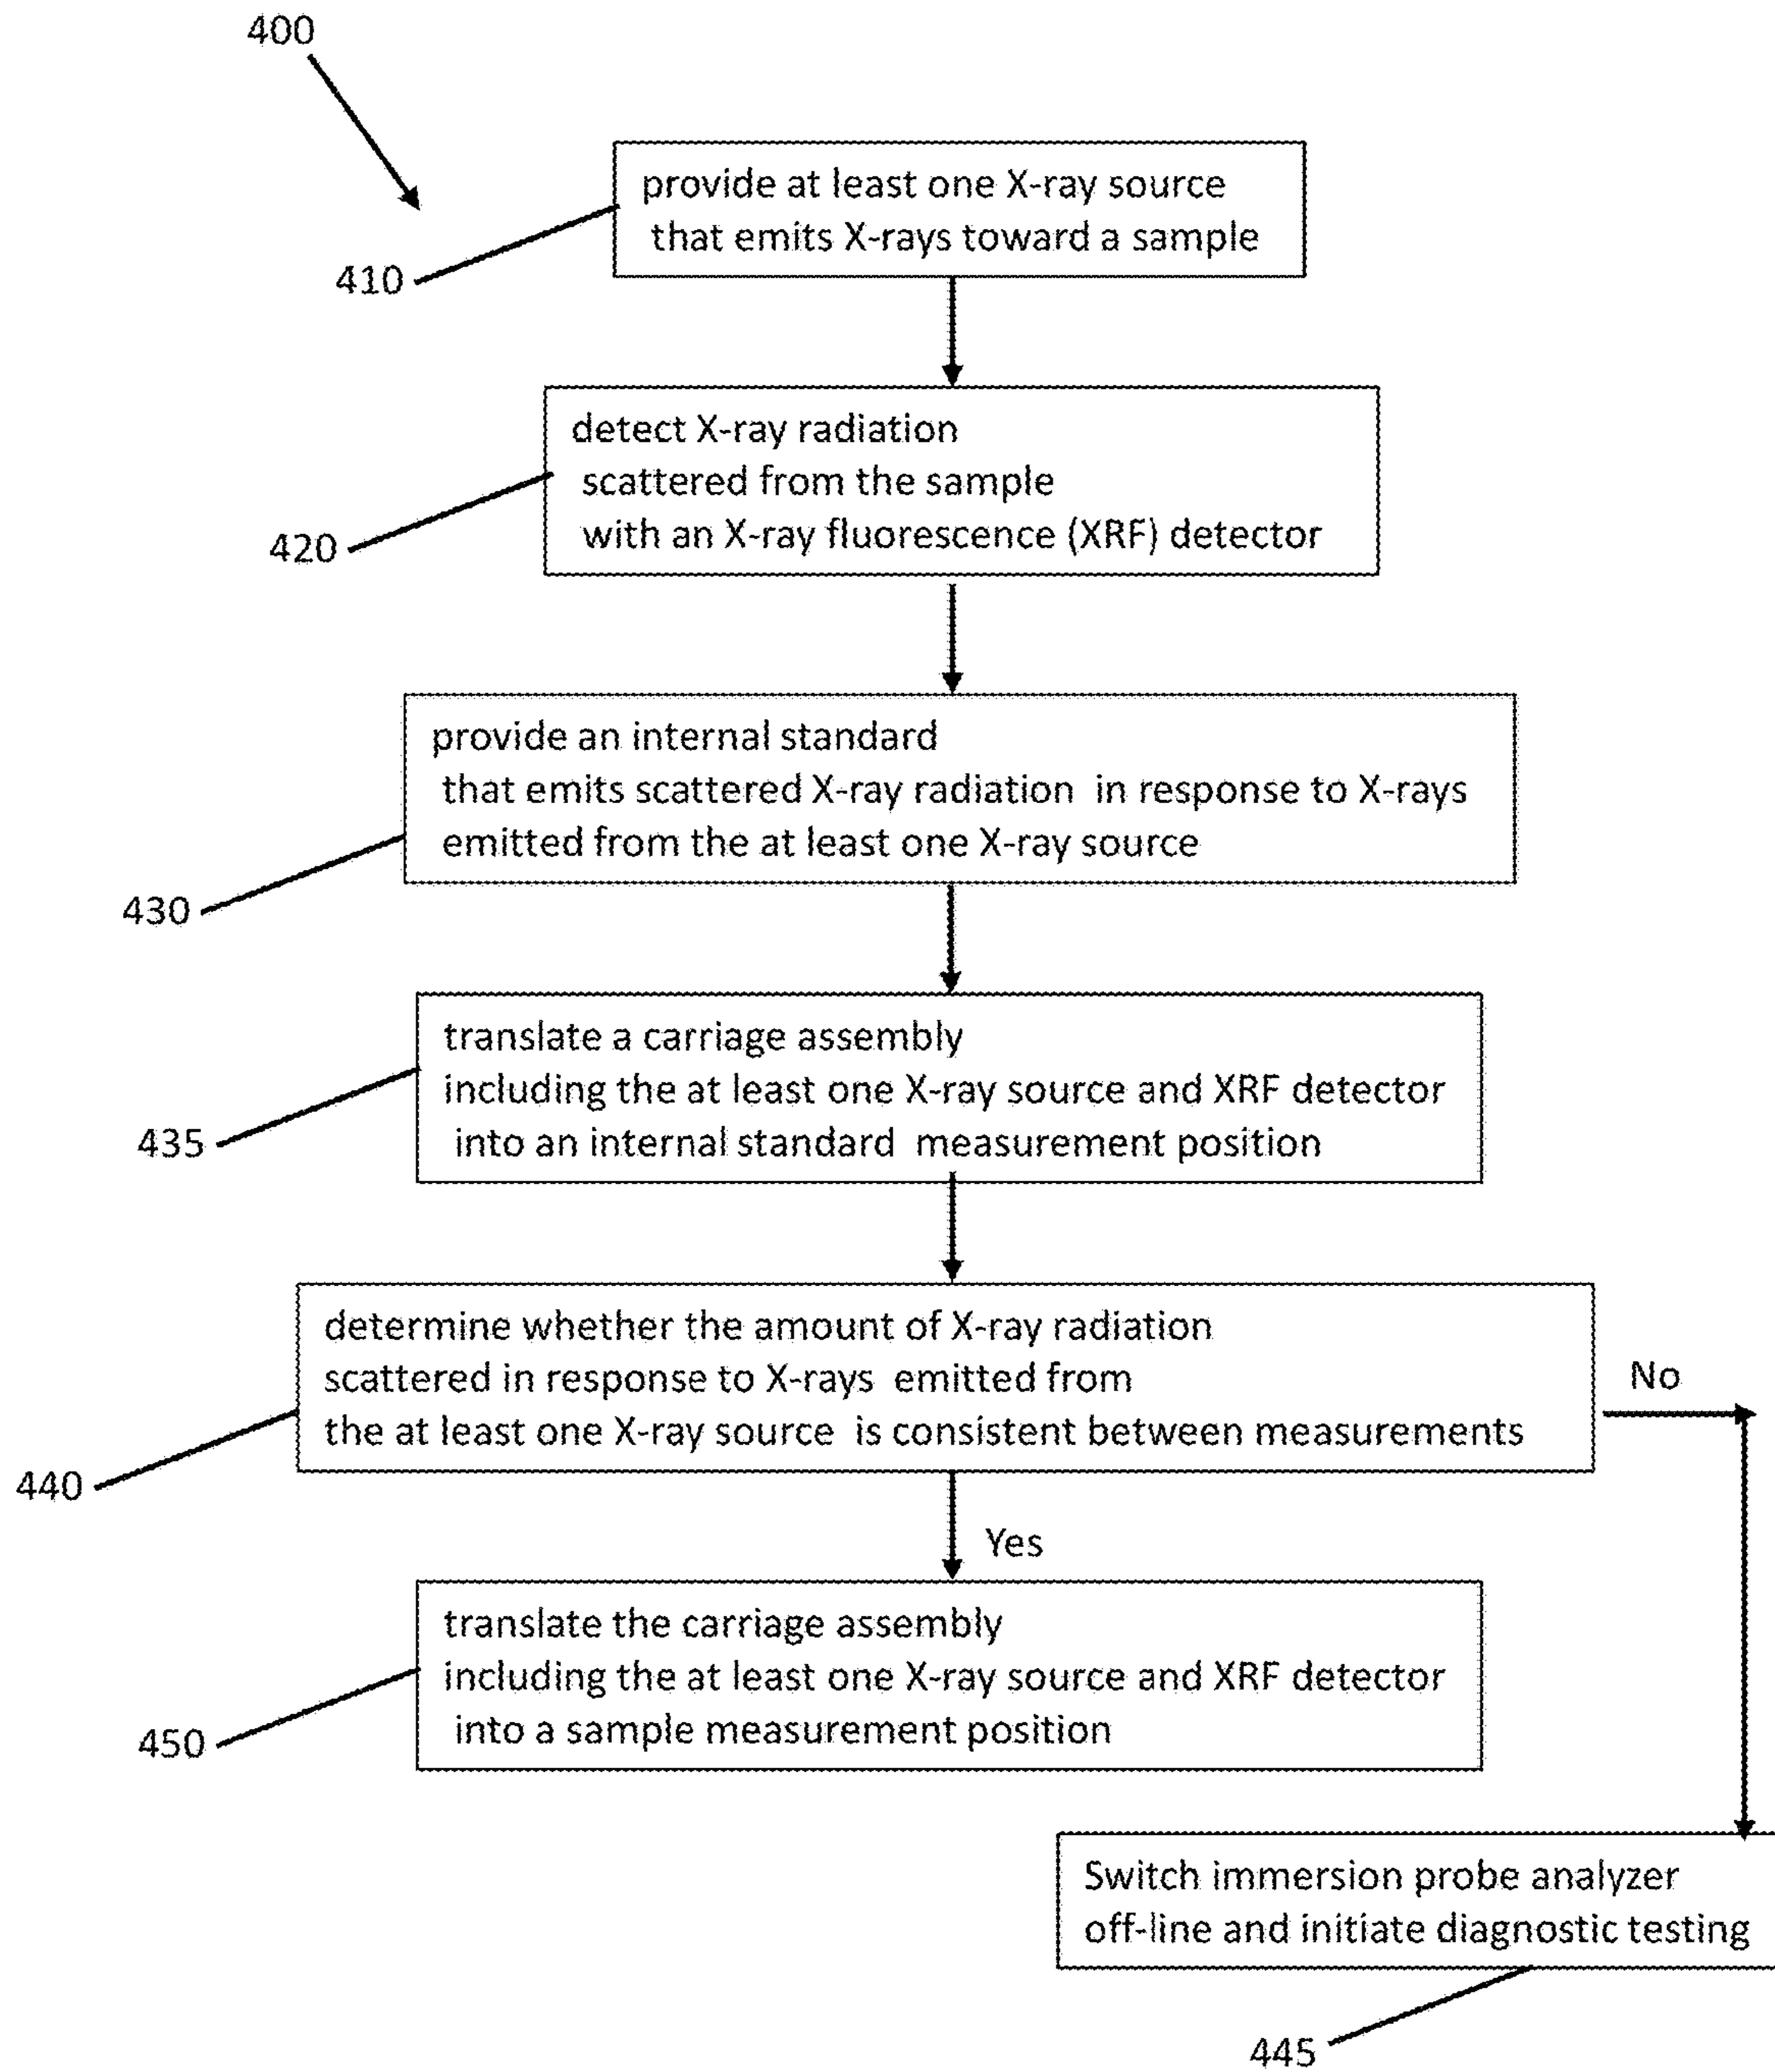 400
provide at least one X-ray source
that emits X-rays toward a sample
410
detect X-ray radiation
scattered from the sample
with an X-ray fluorescence (XRF) detector
420
provide an internal standard
that emits scattered X-ray radiation in response to X-rays
emitted from the at least one X-ray source
430
translate a carriage assembly
including the at least one X-ray source and XRF detector
into an internal standard measurement position
435
determine whether the amount of X-ray radiation
scattered in response to X-rays emitted from
the at least one X-ray source is consistent between measurements
No
440
Yes
translate the carriage assembly
including the at least one X-ray source and XRF detector
into a sample measurement position
450
Switch immersion probe analyzer
off-line and initiate diagnostic testing
445